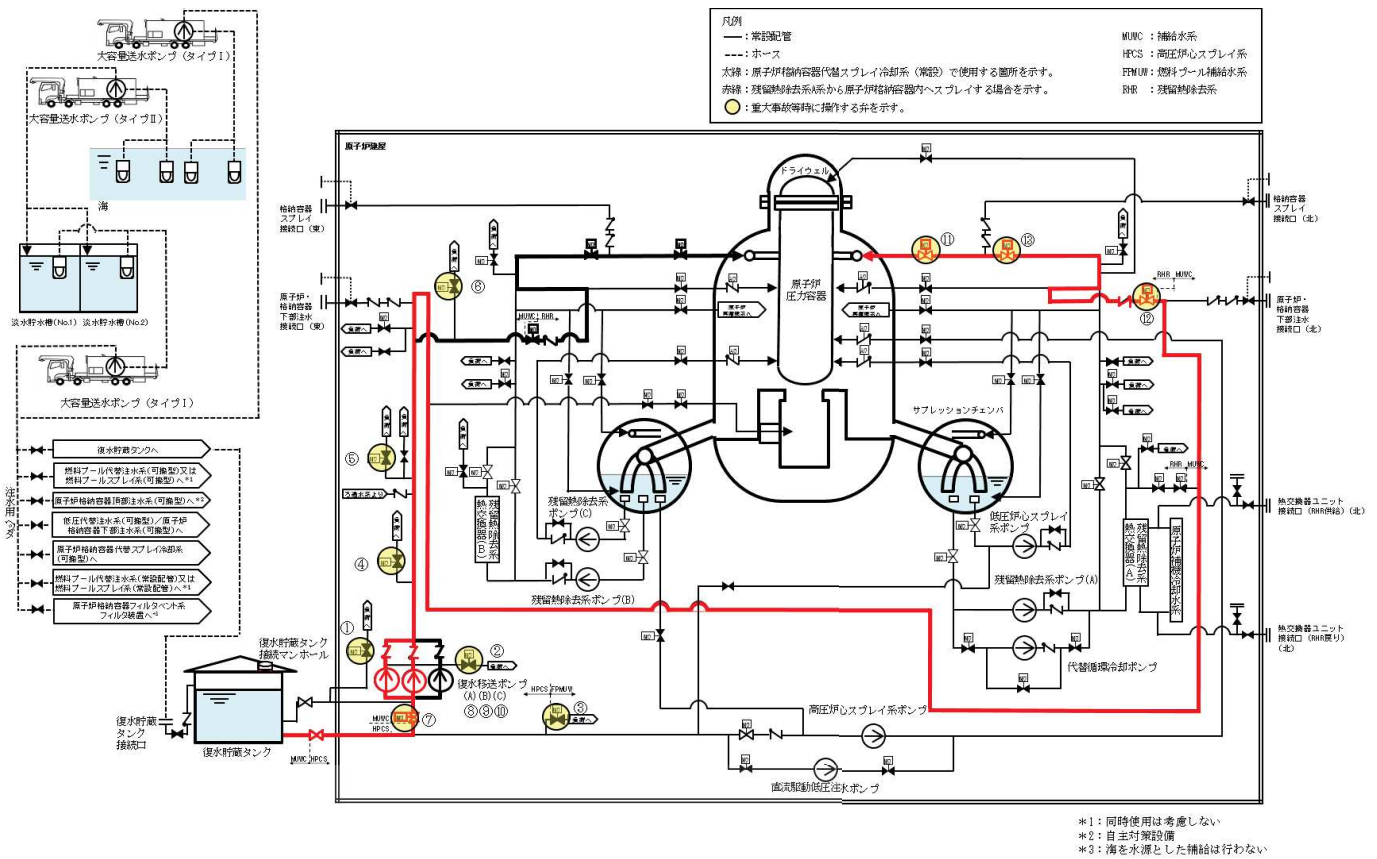 大容量送水ポンプ（タイプⅠ）
大容量送水ポンプ（タイプⅡ）
海
淡水貯水槽(No.1)
淡水貯水槽(No.2)
大容量送水ポンプ（タイプⅠ）
注水用ヘッダ
復水貯蔵タンクへ
燃料プール代替注水系(可搬型)又は
燃料プールスプレイ系(可搬型)へ*1
原子炉格納容器頂部注水系(可搬型)へ*2
低圧代替注水系(可搬型)／原子炉
格納容器下部注水系(可搬型)へ
原子炉格納容器代替スプレイ冷却系
(可搬型)へ
燃料プール代替注水系(常設配管)又は
燃料プールスプレイ系(常設配管)へ*1
原子炉格納容器フィルタベント系
フィルタ装置へ*3
凡例
：常設配管
：ホース
太線：原子炉格納容器代替スプレイ冷却系（常設）で使用する箇所を示す。
赤線：残留熱除去系A系から原子炉格納容器内へスプレイする場合を示す。
：重大事故等時に操作する弁を示す。
MUWC ：補給水系
HPCS ：高圧炉心スプレイ系
FPMUW：燃料プール補給水系
RHR ：残留熱除去系
原子炉建屋
格納容器
スプレイ
接続口（東）
原子炉・
格納容器
下部注水
接続口（東）
格納容器
スプレイ
接続口（北）
原子炉・
格納容器
下部注水
接続口（北）
ドライウェル
原子炉
圧力容器
サプレッションチェンバ
⑪
⑬
⑫
⑥
⑤
④
①
②
③
⑦
MUWC RHR
RHR MUWC
RHR MUWC
ろ過水系より
残留熱除去系
ポンプ(C)
残留熱除去系
熱交換器(B)
残留熱除去系ポンプ(B)
低圧炉心スプレイ
系ポンプ
残留熱除去系ポンプ(A)
代替循環冷却ポンプ
残留熱除去系
熱交換器(A)
原子炉補機冷却水系
熱交換器ユニット
接続口（RHR供給）（北）
熱交換器ユニット
接続口（RHR戻り）
（北）
復水移送ポンプ
(A)(B)(C)
⑧⑨⑩
HPCS FPMUW
MUWC
HPCS
MUWC HPCS
高圧炉心スプレイ系ポンプ
直流駆動低圧注水ポンプ
復水貯蔵タンク
接続マンホール
復水貯蔵
タンク
接続口
復水貯蔵タンク
*1：同時使用は考慮しない
*2：自主対策設備
*3：海を水源とした補給は行わない